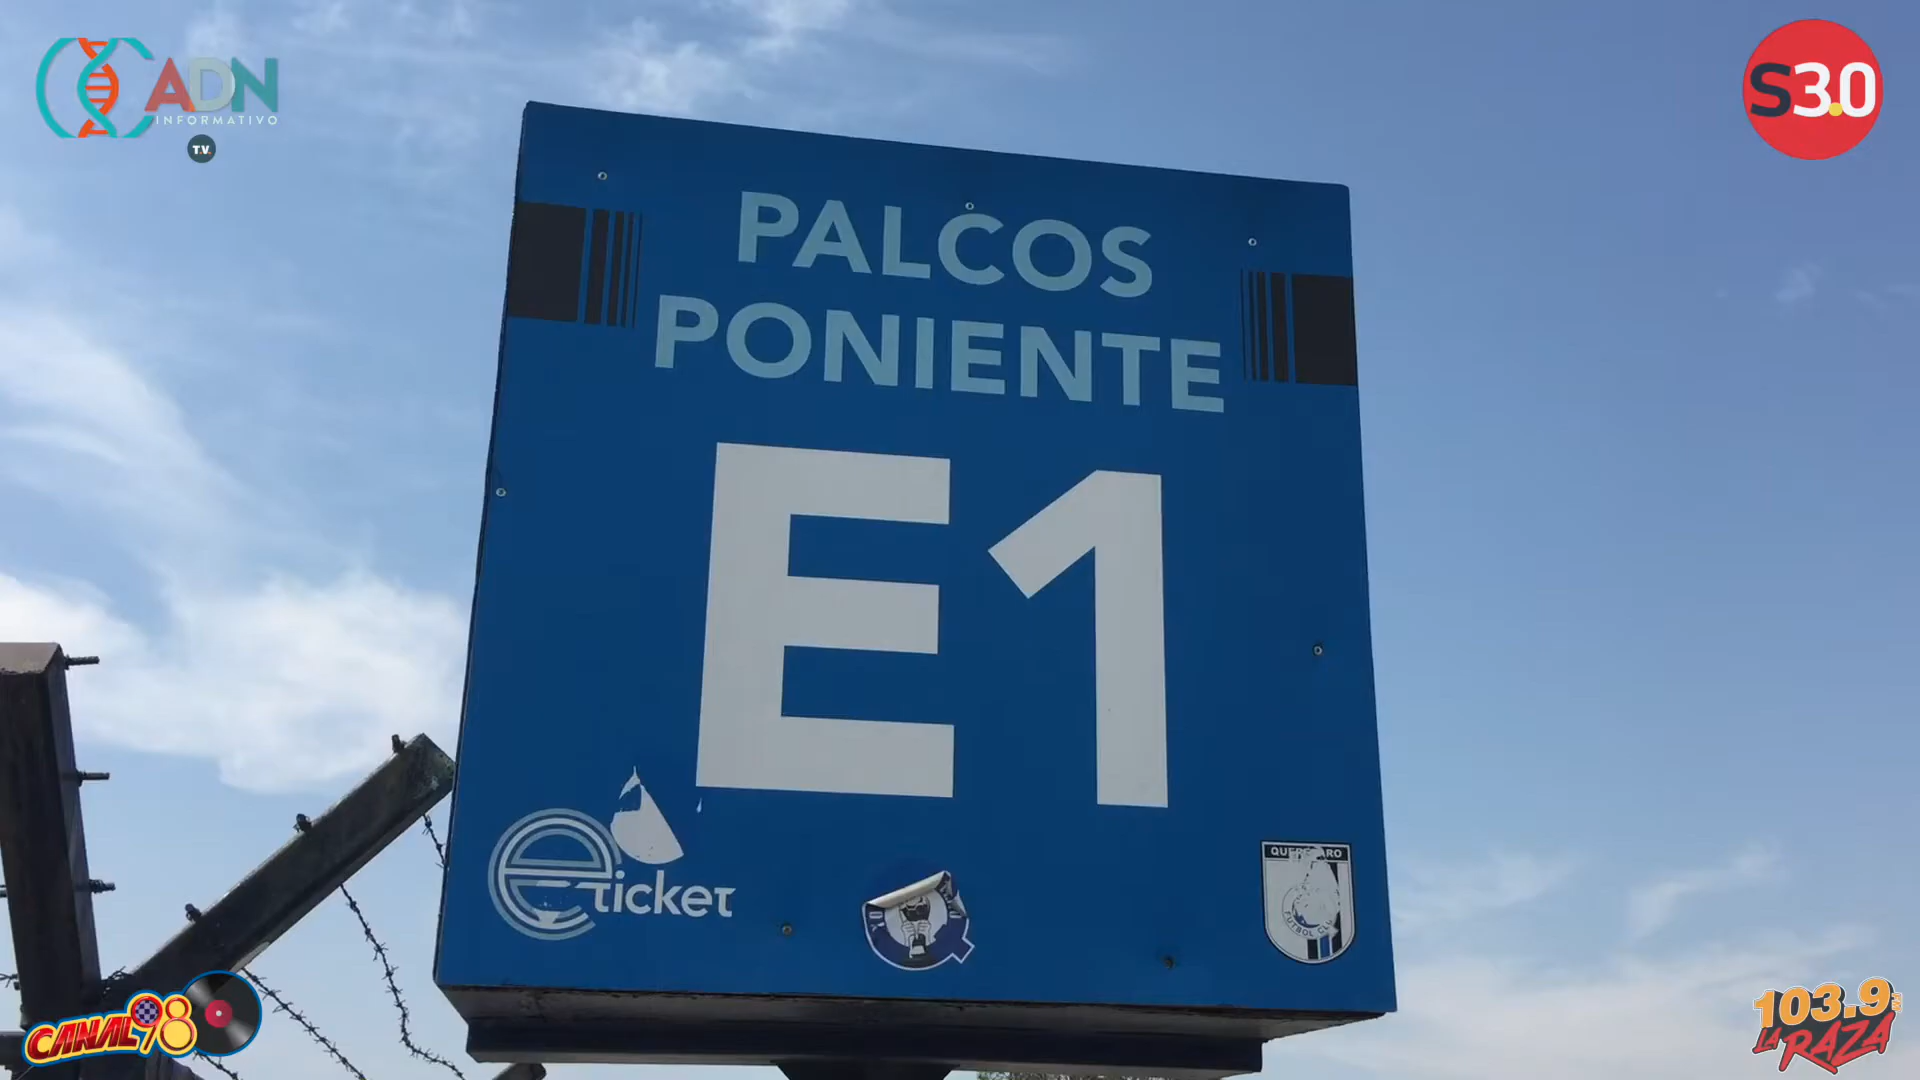 ADN
INFORMATIVO
T.V.
S3.0
PALCOS
PONIENTE
E1
eTicket
QUERETARO
FUTBOL CLUB
CANAL 98
103.9
LA RAZA